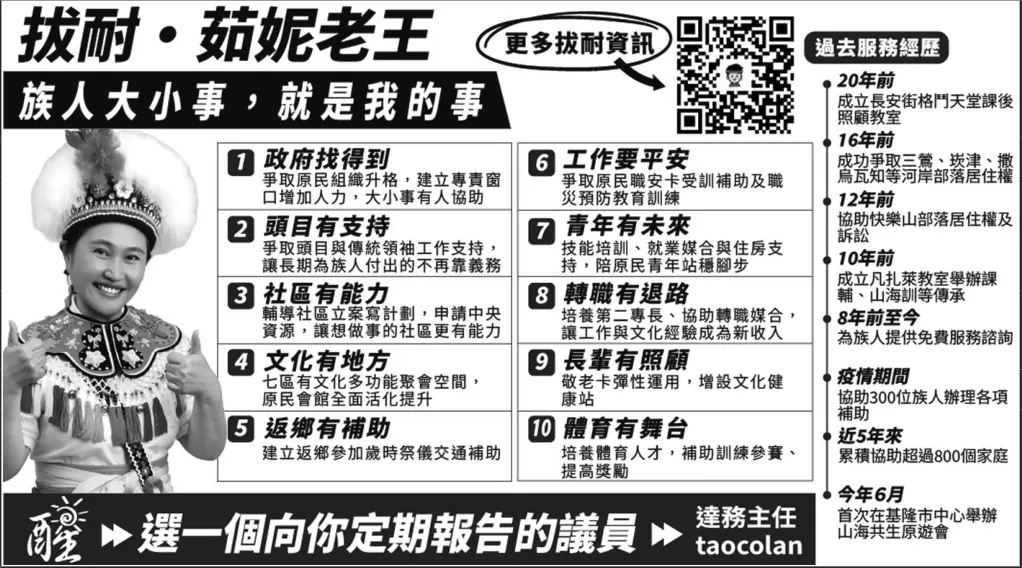 拔耐・茹妮老王
族人大小事，就是我的事
更多拔耐資訊
1 政府找得到
爭取原民組織升格，建立專責窗
口增加人力，大小事有人協助
2 頭目有支持
爭取頭目與傳統領袖工作支持，
讓長期為族人付出的不再靠義務
3 社區有能力
輔導社區立案寫計劃，申請中央
資源，讓想做事的社區更有能力
4 文化有地方
七區有文化多功能聚會空間，
原民會館全面活化提升
5 返鄉有補助
建立返鄉參加歲時祭儀交通補助
6 工作要平安
爭取原民職安卡受訓補助及職
災預防教育訓練
7 青年有未來
技能培訓、就業媒合與住房支
持，陪原民青年站穩腳步
8 轉職有退路
培養第二專長、協助轉職媒合，
讓工作與文化經驗成為新收入
9 長輩有照顧
敬老卡彈性運用，增設文化健
康站
10 體育有舞台
培養體育人才，補助訓練參賽、
提高獎勵
過去服務經歷
20年前
成立長安街格鬥天堂課後
照顧教室
16年前
成功爭取三鶯、崁津、撒
烏瓦知等河岸部落居住權
12年前
協助快樂山部落居住權及
訴訟
10年前
成立凡扎萊教室舉辦課
輔、山海訓等傳承
8年前至今
為族人提供免費服務諮詢
疫情期間
協助300位族人辦理各項
補助
近5年來
累積協助超過800個家庭
今年6月
首次在基隆市中心舉辦
山海共生原遊會
醒
選一個向你定期報告的議員
達務主任
taocolan